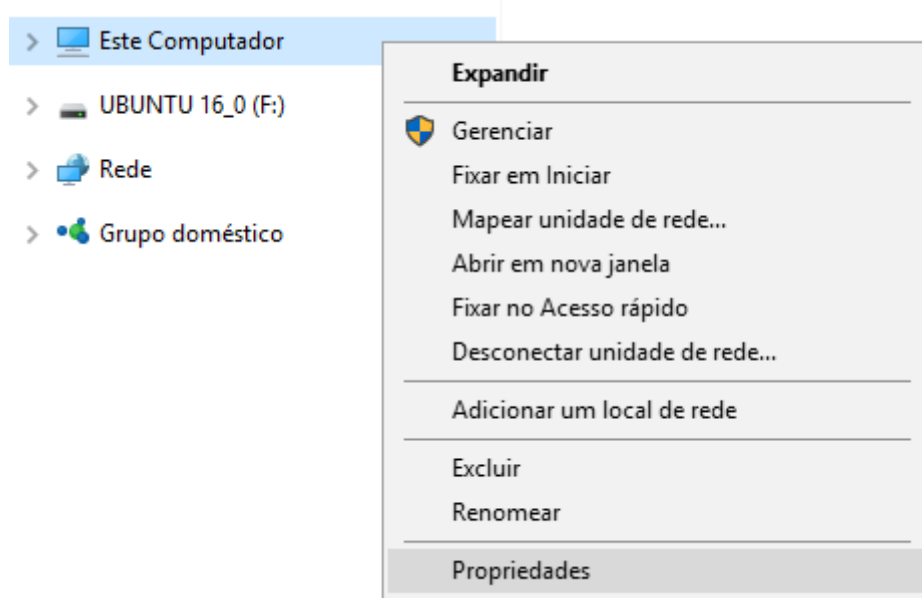 Este Computador
UBUNTU 16_0 (F:)
Rede
Grupo doméstico
Expandir
Gerenciar
Fixar em Iniciar
Mapear unidade de rede...
Abrir em nova janela
Fixar no Acesso rápido
Desconectar unidade de rede...
Adicionar um local de rede
Excluir
Renomear
Propriedades